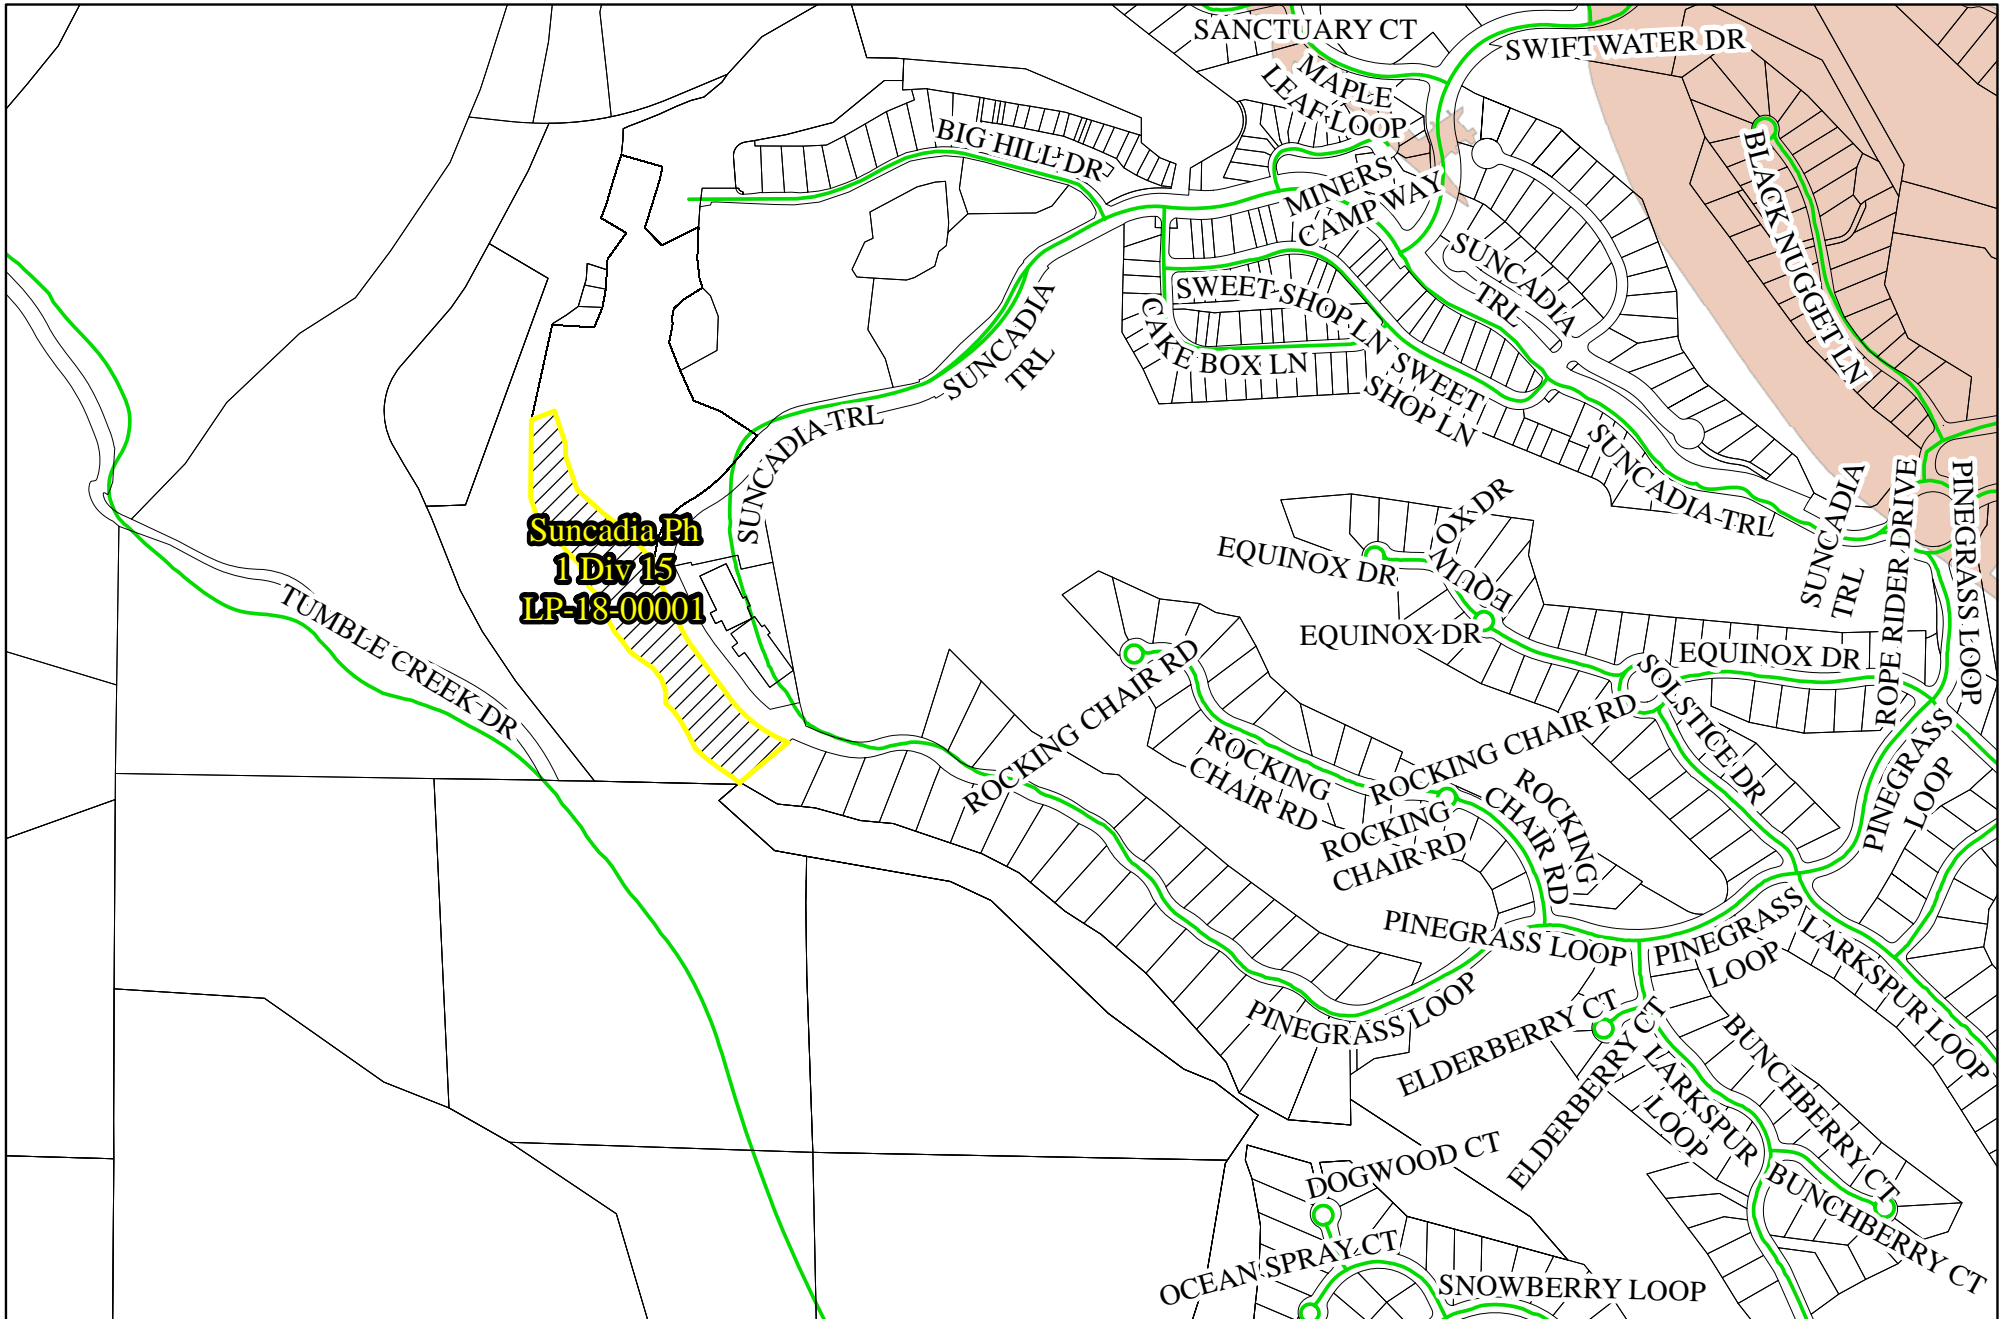 SANCTUARY CT
SWIFTWATER DR
MAPLE
LEAF LOOP
BIG HILL DR
MINERS
CAMP WAY
BLACK NUGGET LN
SUNCADIA
TRL
SWEET SHOP LN
SUNCADIA
TRL
CAKE BOX LN
SWEET
SHOP LN
SUNCADIA TRL
SUNCADIA TRL
SUNCADIA TRL
SUNCADIA
TRL
ROPE RIDER DRIVE
PINEGRASS LOOP
EQUINOX DR
EQUINOX DR
EQUINOX DR
EQUINOX DR
Suncadia Ph
1 Div 15
LP-18-00001
TUMBLE CREEK DR
ROCKING CHAIR RD
SOLSTICE DR
ROCKING CHAIR RD
ROCKING
CHAIR RD
ROCKING
CHAIR RD
ROCKING
CHAIR RD
PINEGRASS
LOOP
PINEGRASS LOOP
PINEGRASS
LOOP
LARKSPUR LOOP
PINEGRASS LOOP
ELDERBERRY CT
ELDERBERRY CT
BUNCHBERRY CT
LARKSPUR
LOOP
BUNCHBERRY CT
DOGWOOD CT
OCEAN SPRAY CT
SNOWBERRY LOOP